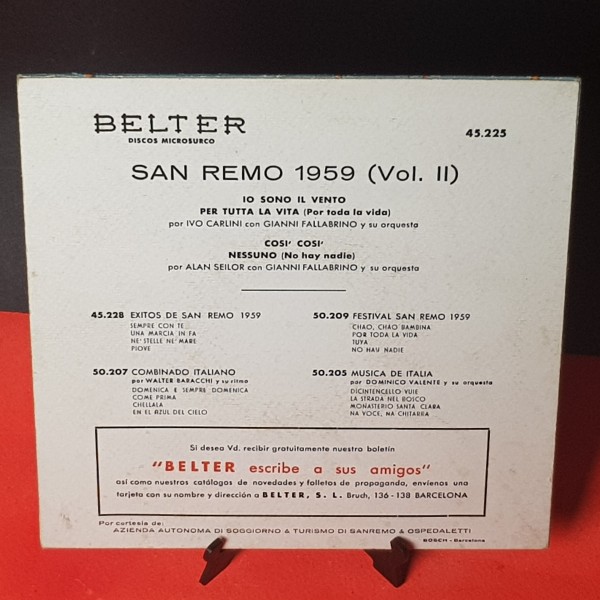 BELTER
DISCOS MICROSURCO
45.225
SAN REMO 1959 (Vol. II)
IO SONO IL VENTO
PER TUTTA LA VITA (Por toda la vida)
por IVO CARLINI con GIANNI FALLABRINO y su orquesta
COSI' COSI'
NESSUNO (No hay nadie)
por ALAN SEILOR con GIANNI FALLABRINO y su orquesta
45.228 EXITOS DE SAN REMO 1959
SEMPRE CON TE
UNA MARCIA IN FA
NE' STELLE NE' MARE
PIOVE
50.209 FESTIVAL SAN REMO 1959
CHAO, CHAO BAMBINA
POR TODA LA VIDA
TUYA
NO HAY NADIE
50.207 COMBINADO ITALIANO
por WALTER BARACCHI y su ritmo
DOMENICA E SEMPRE DOMENICA
COME PRIMA
CHELLALÁ
EN EL AZUL DEL CIELO
50.205 MUSICA DE ITALIA
por DOMINICO VALENTE y su orquesta
DICINTENCELLO VUIE
LA STRADA NEL BOSCO
MONASTERIO SANTA CLARA
NA VOCE, NA CHITARRA
Si desea Vd. recibir gratuitamente nuestro boletín
"BELTER escribe a sus amigos"
así como nuestros catálogos de novedades y folletos de propaganda, envíenos una
tarjeta con su nombre y dirección a BELTER, S. L. Bruch, 136 - 138 BARCELONA
Por cortesía de:
AZIENDA AUTONOMA DI SOGGIORNO & TURISMO DI SANREMO & OSPEDALETTI
BOSCH - Barcelona